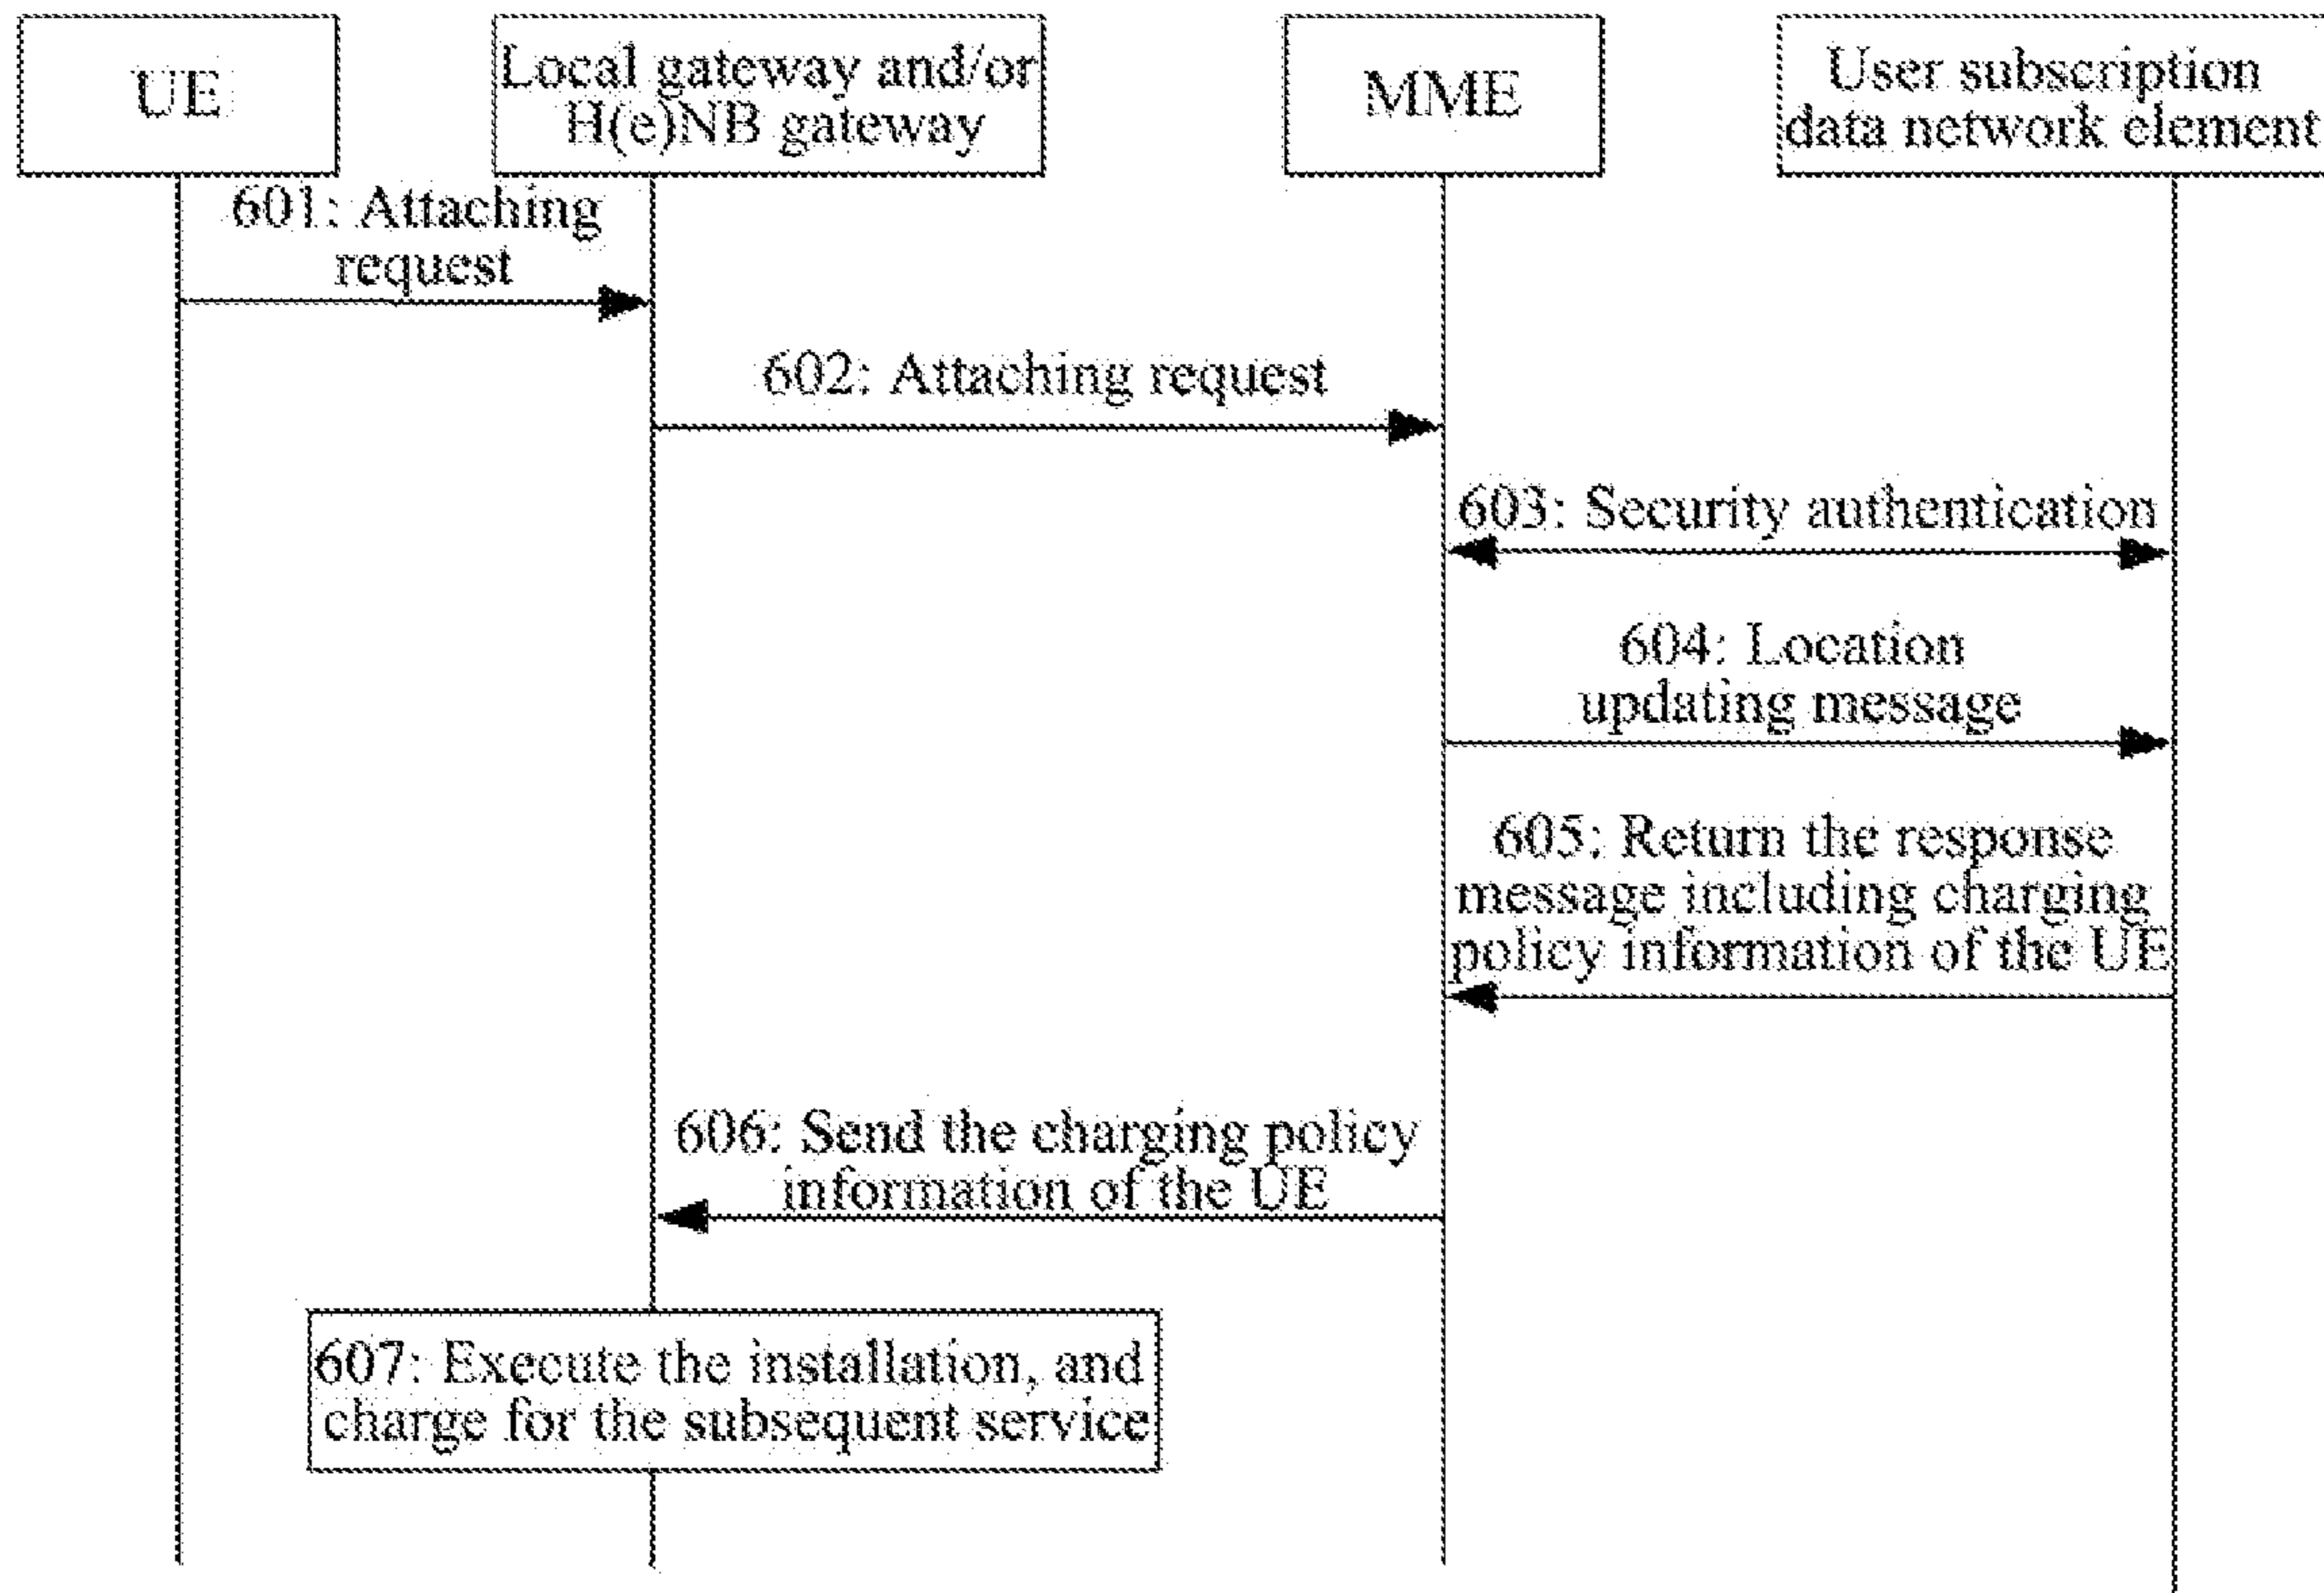 UE
Local gateway and/or
H(e)NB gateway
MME
User subscription
data network element
601: Attaching
request
602: Attaching request
603: Security authentication
604: Location
updating message
605: Return the response
message including charging
policy information of the UE
606: Send the charging policy
information of the UE
607: Execute the installation, and
charge for the subsequent service